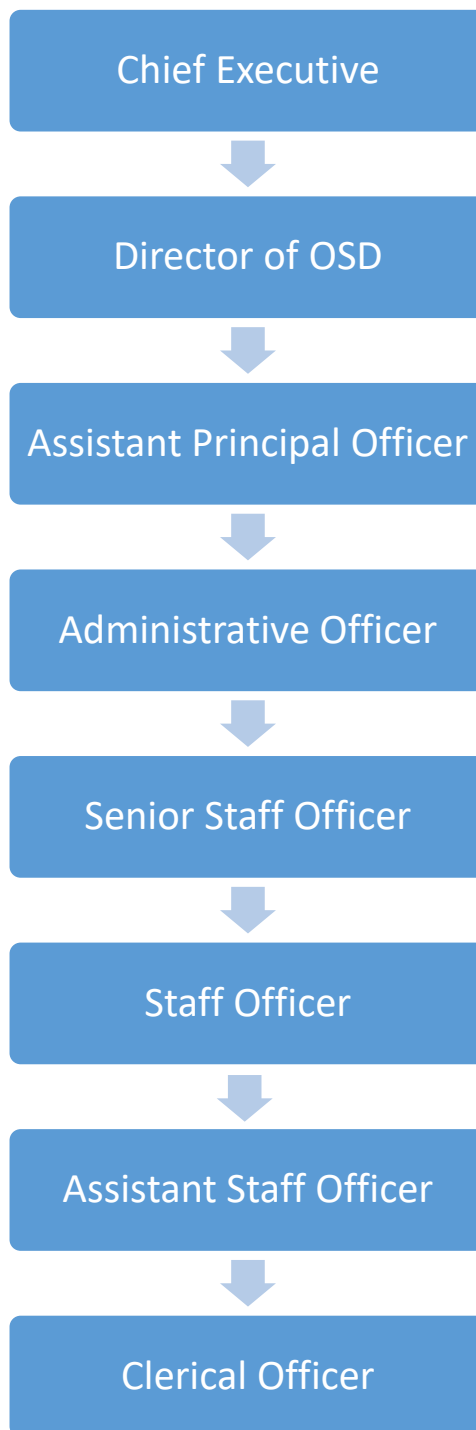 Chief Executive
Director of OSD
Assistant Principal Officer
Administrative Officer
Senior Staff Officer
Staff Officer
Assistant Staff Officer
Clerical Officer